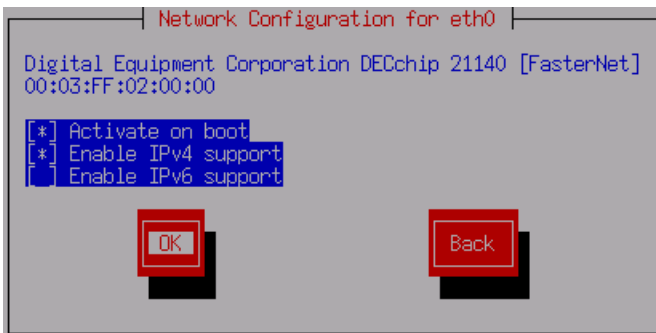 Network Configuration for eth0
Digital Equipment Corporation DECchip 21140 [FasterNet]
00:03:FF:02:00:00
[*] Activate on boot
[*] Enable IPv4 support
[ ] Enable IPv6 support
OK Back